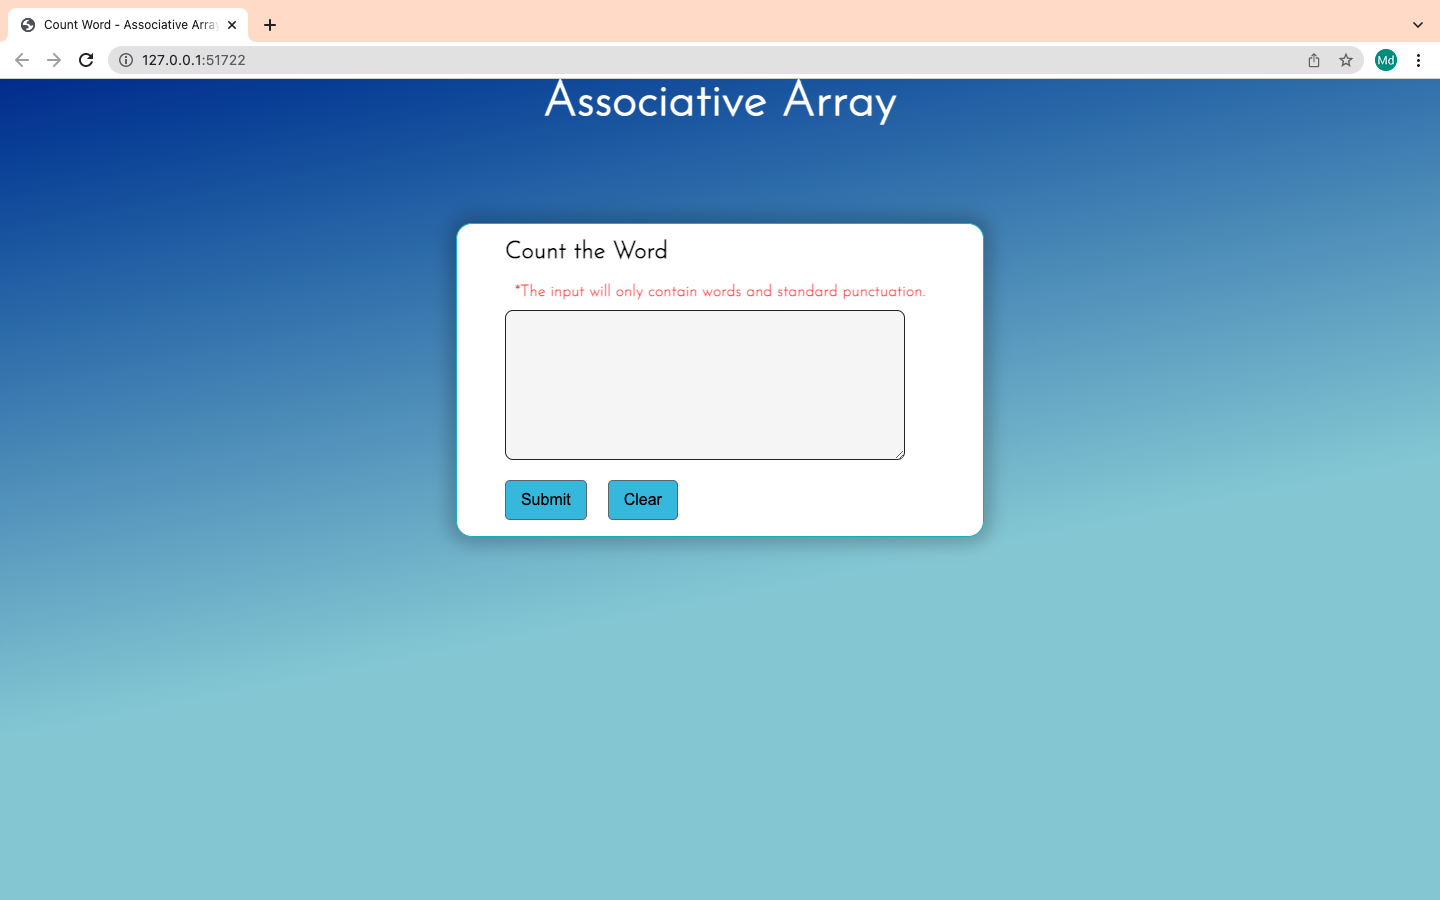 Count Word - Associative Arra
127.0.0.1:51722
Md
Associative Array
Count the Word
*The input will only contain words and standard punctuation.
Submit Clear